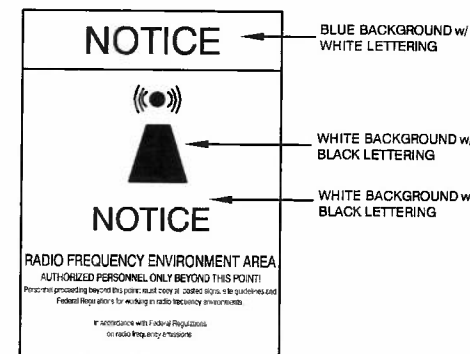 NOTICE
BLUE BACKGROUND w/
WHITE LETTERING
WHITE BACKGROUND w/
BLACK LETTERING
WHITE BACKGROUND w
BLACK LETTERING
NOTICE
RADIO FREQUENCY ENVIRONMENT AREA
AUTHORIZED PERSONNEL ONLY BEYOND THIS POINT!
Personnel proceeding beyond this point must obey all posted signs, site guidelines and
Federal Regulations for working in radio frequency environments.
In accordance with Federal Regulations
on radio frequency emissions